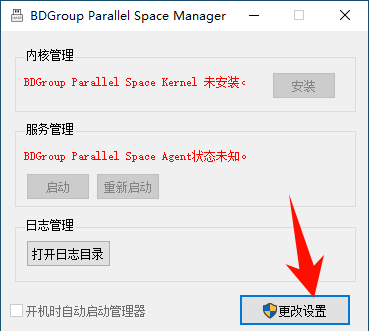 BDGroup Parallel Space Manager
内核管理
BDGroup Parallel Space Kernel 未安装。
安装
服务管理
BDGroup Parallel Space Agent状态未知。
启动 重新启动
日志管理
打开日志目录
开机时自动启动管理器 更改设置